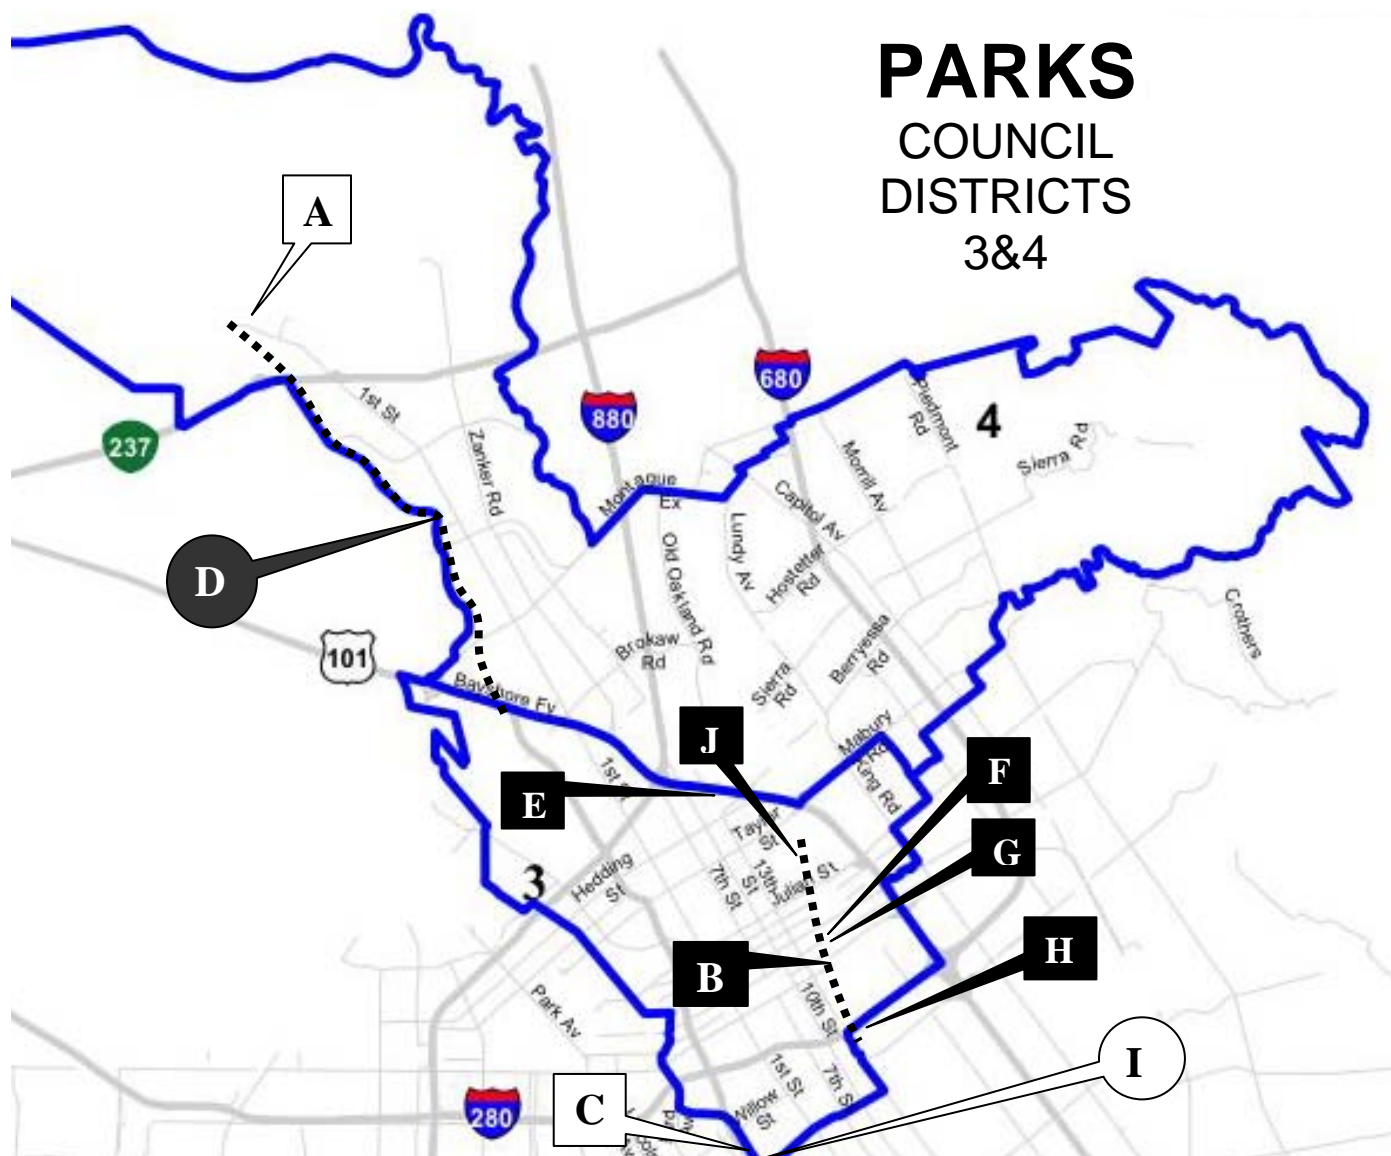 PARKS
COUNCIL
DISTRICTS
3&4
A
1st St
237
Zanker Rd
880
680
Piedmont
Rd
4
Sierra Rd
Morrill Av
Capitol Av
Montague
Ex
Lundy Av
Hostetter
Rd
Old Oakland Rd
D
101
Brokaw
Rd
Berryessa
Rd
Sierra
Rd
Crothers
Bayshore Fy
J
Mabury
Rd
King Rd
F
E
1st St
Taylor
St
G
3
Hedding
St
7th St
13th
St
Julian St
B
H
10th St
Park Av
I
1st St
7th St
C
Willow
St
280